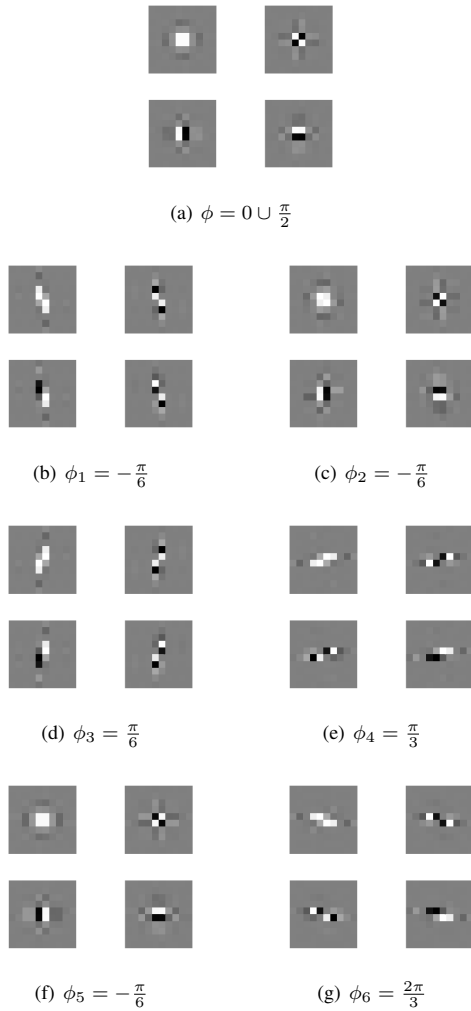 (a) ϕ = 0 ∪ π/2
(b) ϕ₁ = −π/6
(c) ϕ₂ = −π/6
(d) ϕ₃ = π/6
(e) ϕ₄ = π/3
(f) ϕ₅ = −π/6
(g) ϕ₆ = 2π/3